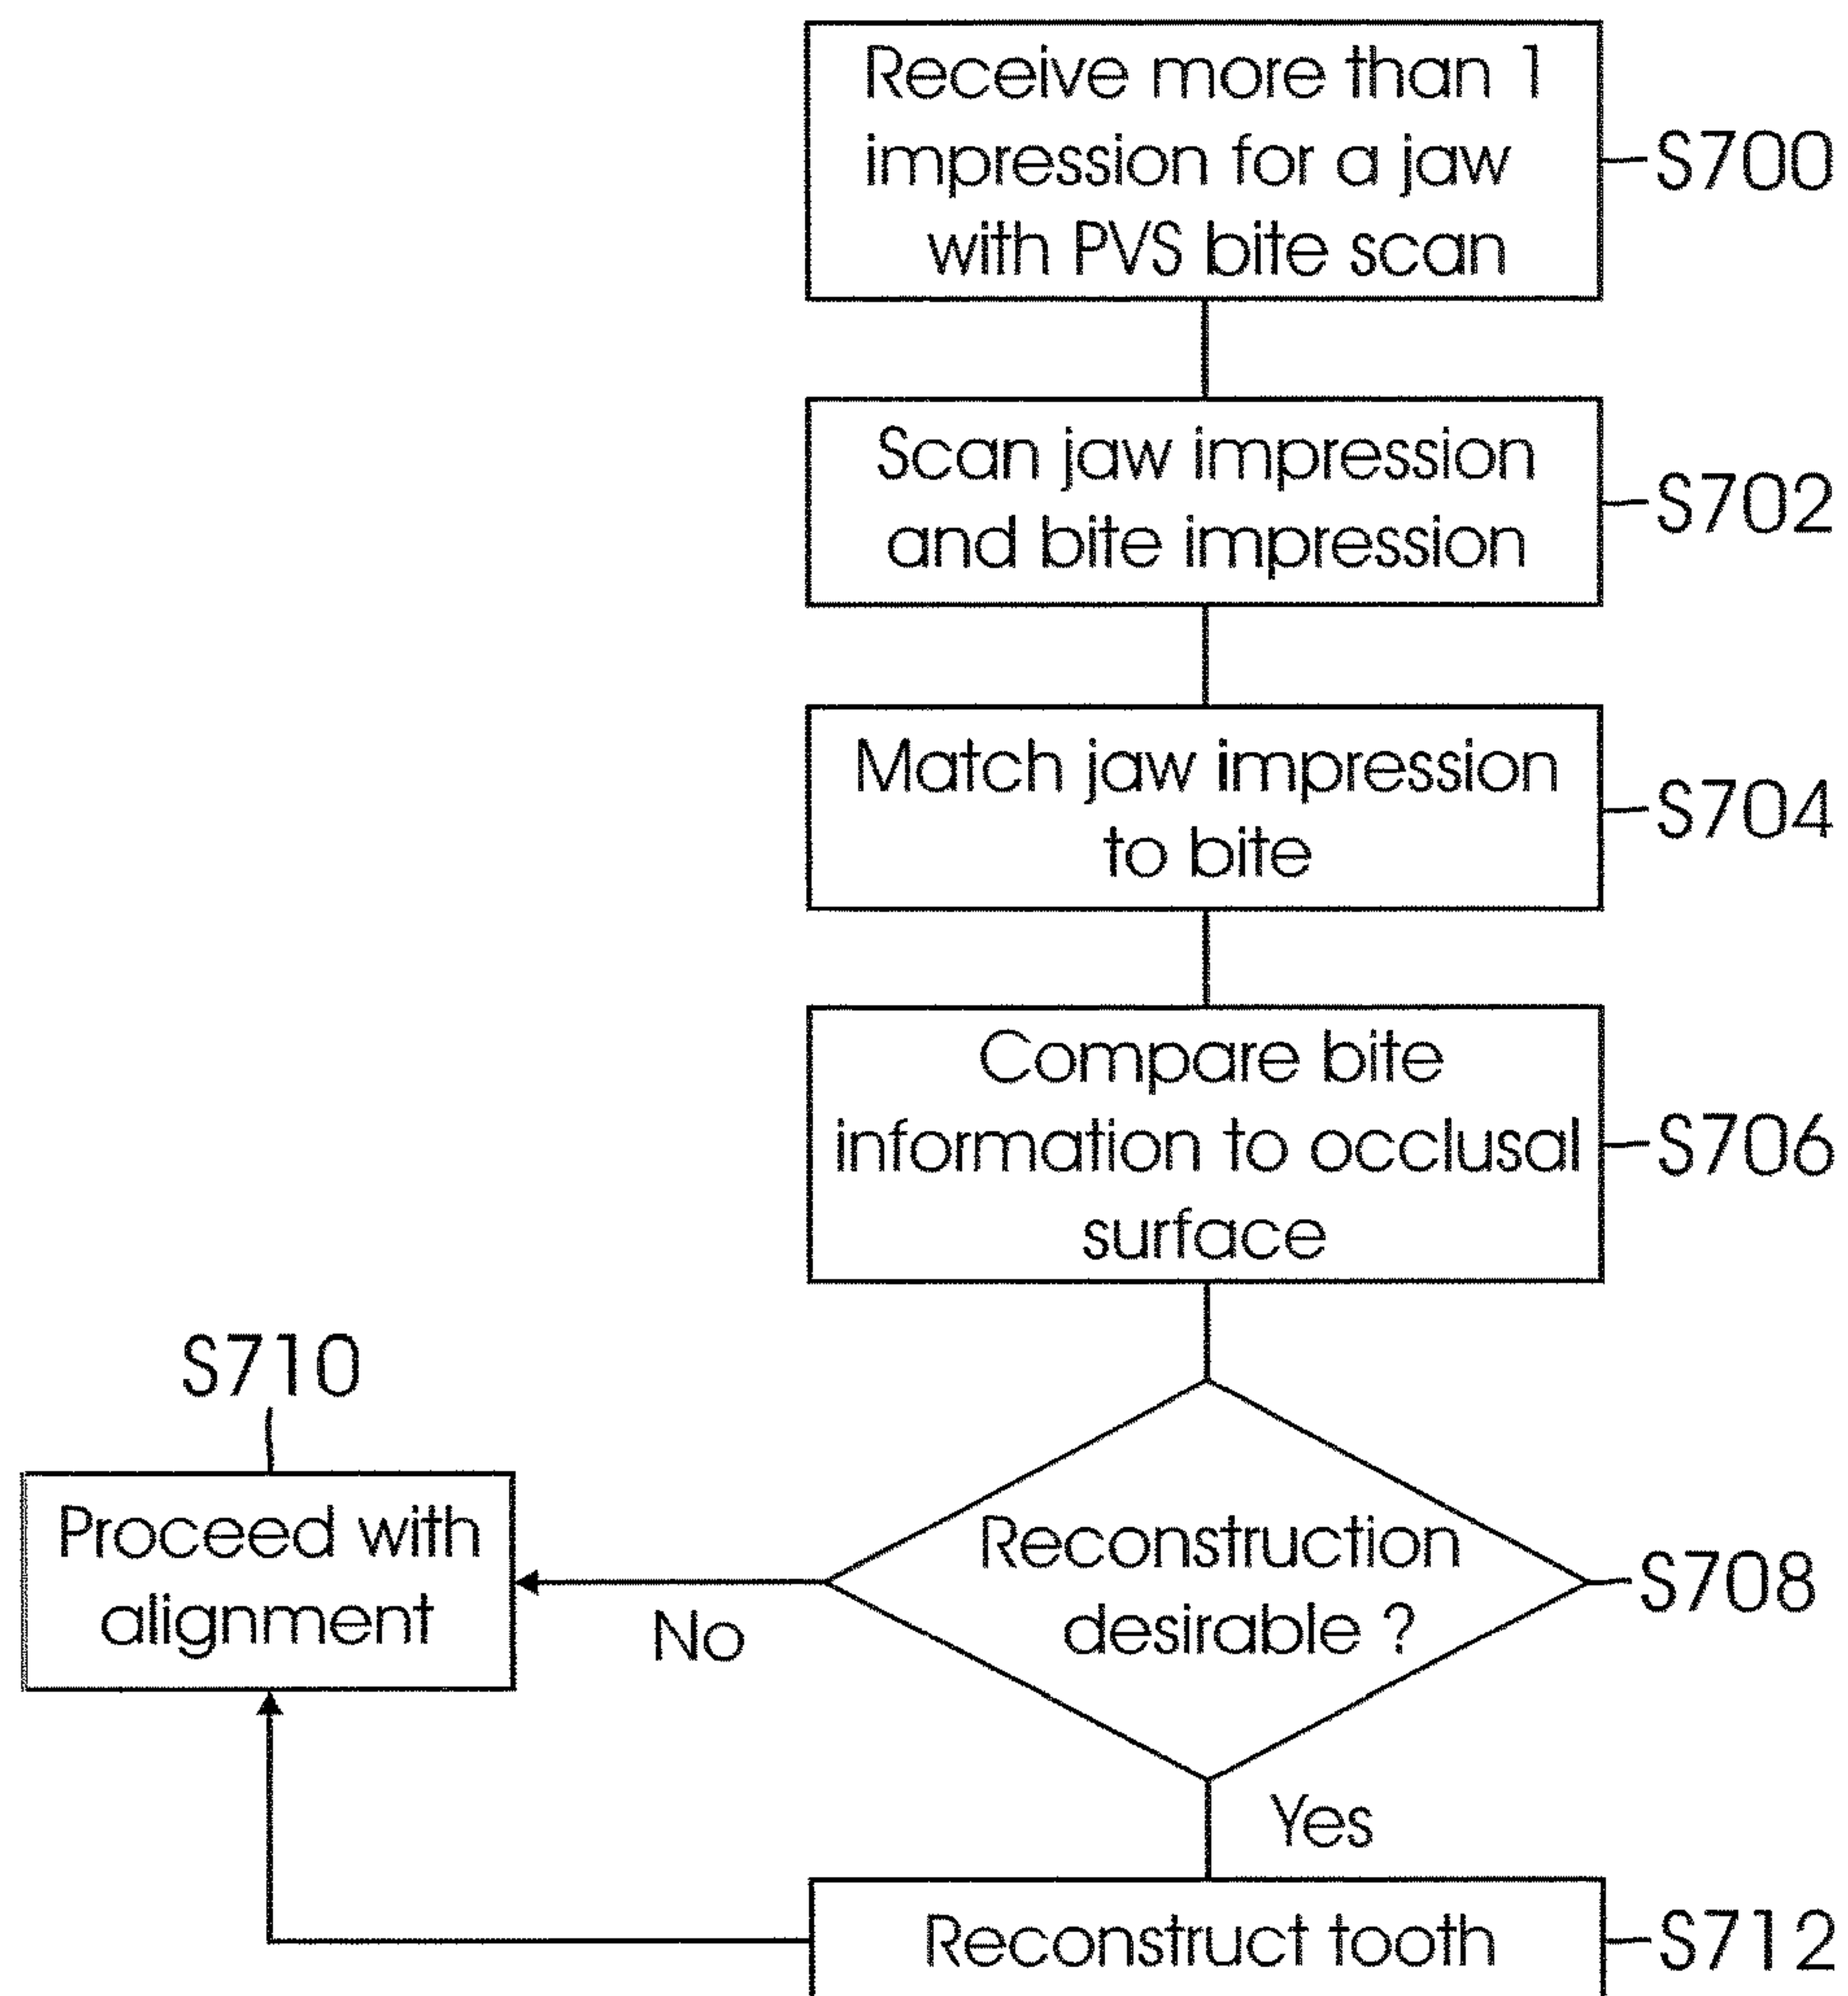 Receive more than 1
impression for a jaw
with PVS bite scan
S700
Scan jaw impression
and bite impression
S702
Match jaw impression
to bite
S704
Compare bite
information to occlusal
surface
S706
S710
Proceed with
alignment
No
Reconstruction
desirable ?
S708
Yes
Reconstruct tooth
S712